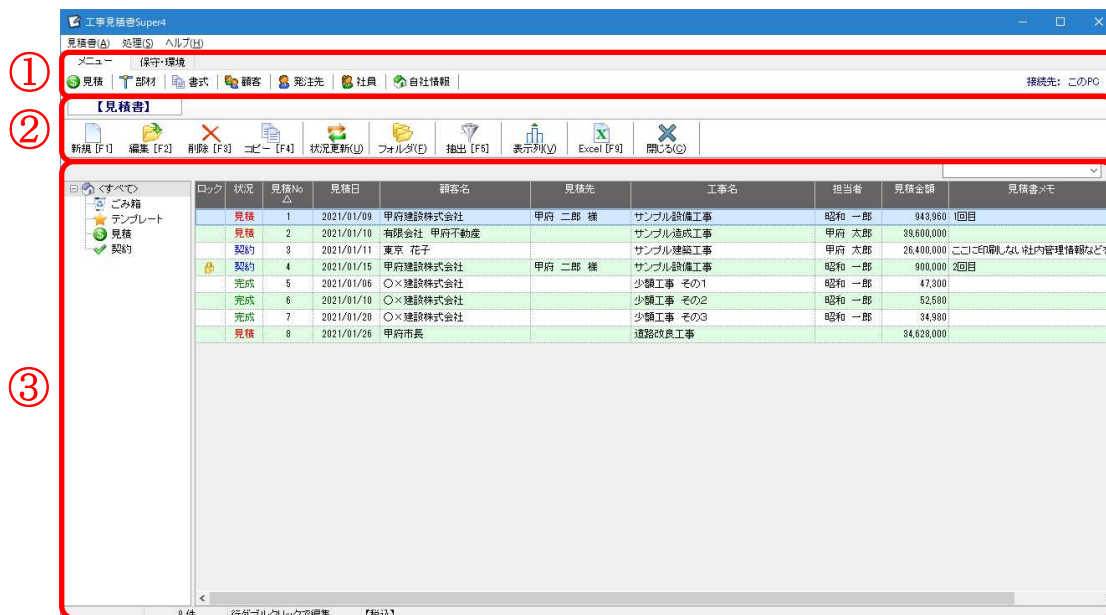 工事見積書Super4
見積書(A) 処理(S) ヘルプ(H)
メニュー 保守・環境
① 見積 部材 書式 顧客 発注先 社員 自社情報 接続先: このPC
② 【見積書】
新規 [F1] 編集 [F2] 削除 [F3] コピー [F4] 状況更新(U) フォルダ(F) 抽出 [F5] 表示列(V) Excel [F9] 閉じる(C)
③
<すべて>
ごみ箱
テンプレート
見積
契約
ロック 状況 見積No △ 見積日 顧客名 見積先 工事名 担当者 見積金額 見積書メモ
見積 1 2021/01/09 甲府建設株式会社 甲府 二郎 様 サンプル設備工事 昭和 一郎 943,960 1回目
見積 2 2021/01/10 有限会社 甲府不動産 サンプル造成工事 甲府 太郎 39,600,000
契約 3 2021/01/11 東京 花子 サンプル建築工事 甲府 太郎 26,400,000 ここに印刷しない社内管理情報などを
契約 4 2021/01/15 甲府建設株式会社 甲府 二郎 様 サンプル設備工事 昭和 一郎 900,000 2回目
完成 5 2021/01/06 〇×建設株式会社 少額工事 その1 昭和 一郎 47,300
完成 6 2021/01/10 〇×建設株式会社 少額工事 その2 昭和 一郎 52,580
完成 7 2021/01/20 〇×建設株式会社 少額工事 その3 昭和 一郎 34,980
見積 8 2021/01/26 甲府市長 道路改良工事 34,628,000
8 件 行ダブルクリックで編集 【税込】